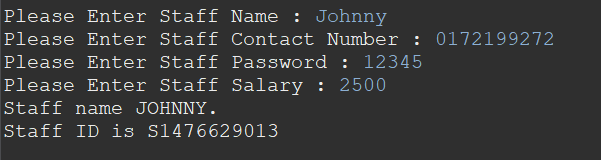 Please Enter Staff Name : Johnny
Please Enter Staff Contact Number : 0172199272
Please Enter Staff Password : 12345
Please Enter Staff Salary : 2500
Staff name JOHNNY.
Staff ID is S1476629013